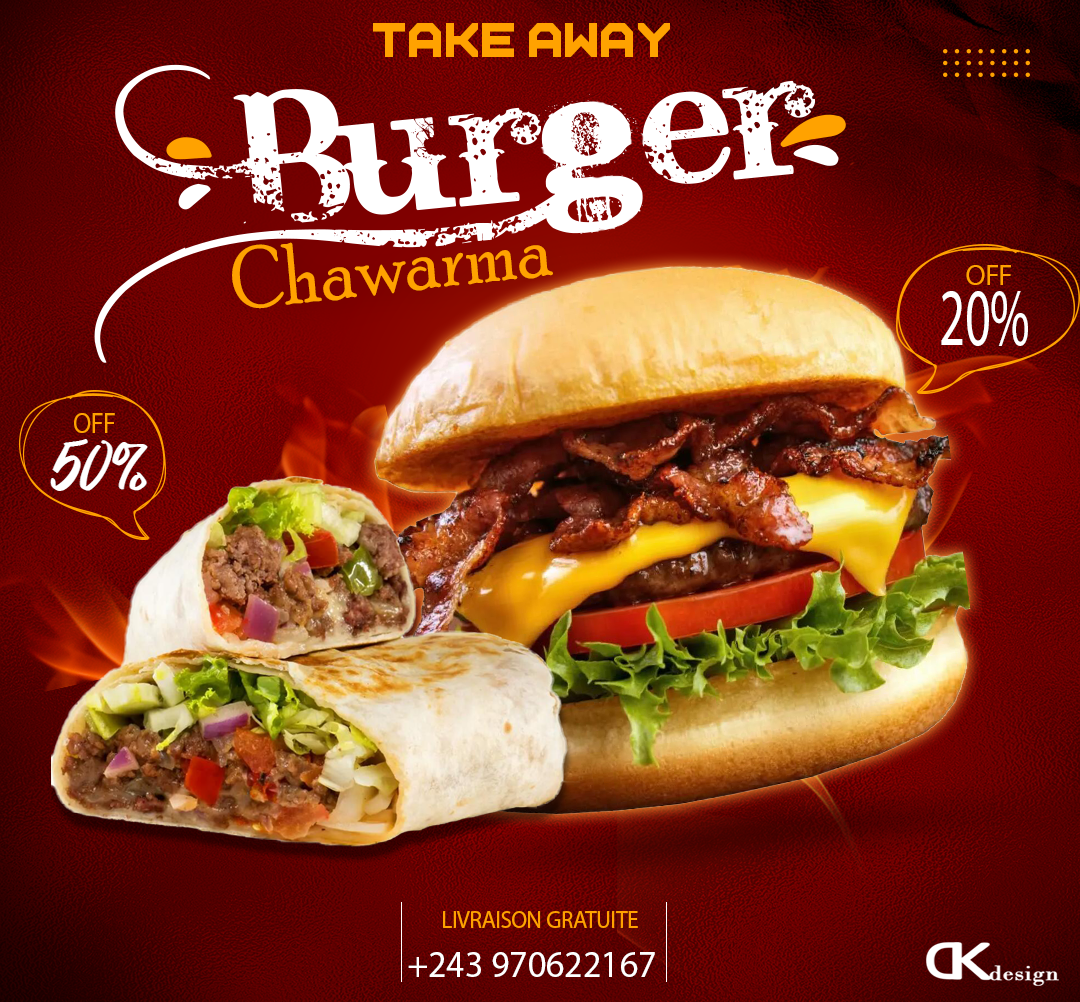 TAKE AWAY
Burger
Chawarma
OFF
20%
OFF
50%
LIVRAISON GRATUITE
+243 970622167
DK design